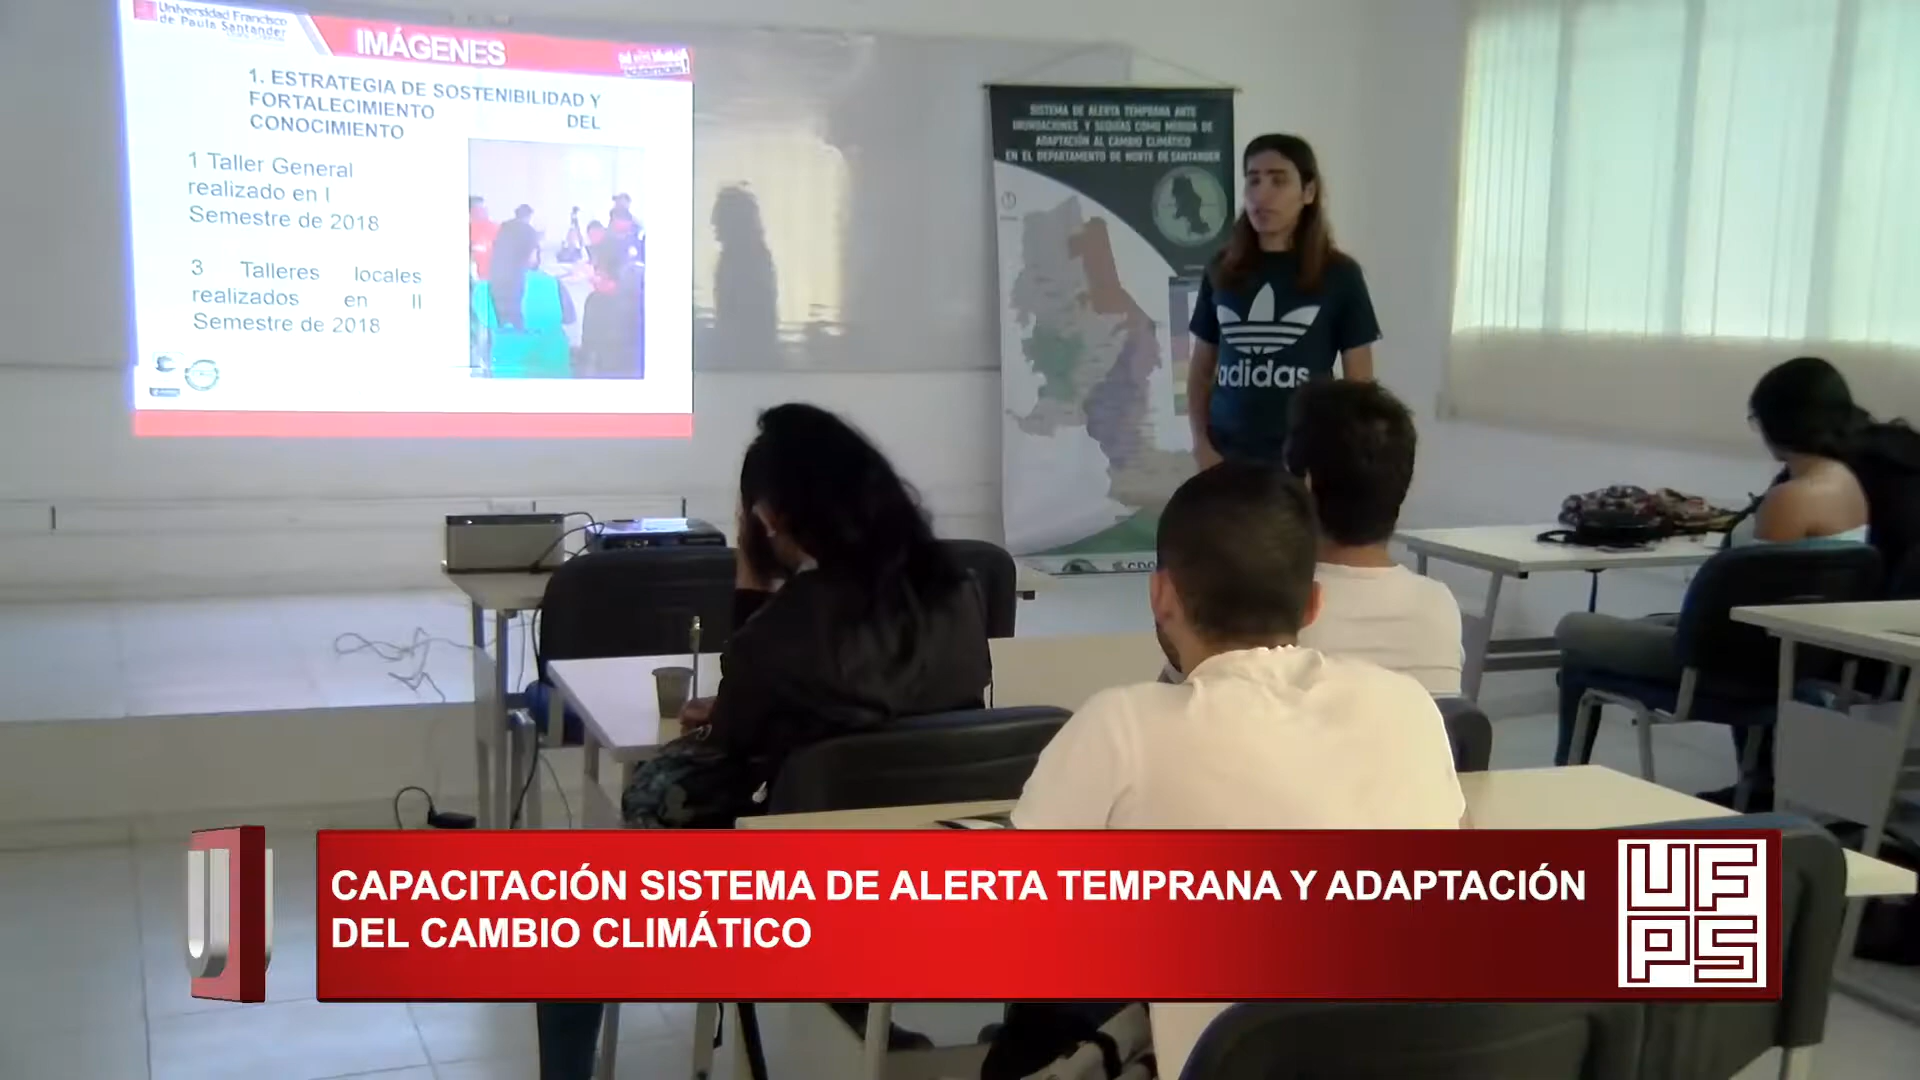 Universidad Francisco
de Paula Santander
IMÁGENES
1. ESTRATEGIA DE SOSTENIBILIDAD Y
FORTALECIMIENTO DEL
CONOCIMIENTO
1 Taller General
realizado en I
Semestre de 2018
3 Talleres locales
realizados en II
Semestre de 2018
SISTEMA DE ALERTA TEMPRANA ANTE
INUNDACIONES Y SEQUÍAS COMO MEDIDA DE
ADAPTACIÓN AL CAMBIO CLIMÁTICO
EN EL DEPARTAMENTO DE NORTE DE SANTANDER
adidas
CAPACITACIÓN SISTEMA DE ALERTA TEMPRANA Y ADAPTACIÓN
DEL CAMBIO CLIMÁTICO
UF
PS